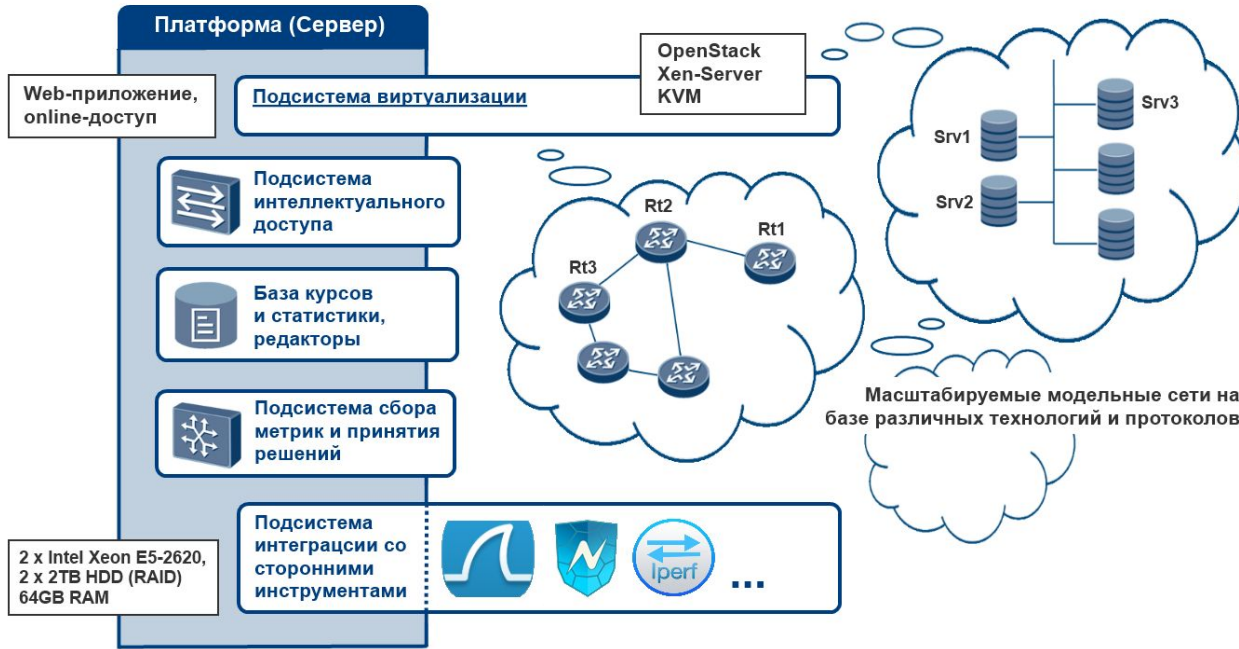 Платформа (Сервер)
Web-приложение,
online-доступ
Подсистема виртуализации
OpenStack
Xen-Server
KVM
Подсистема
интеллектуального
доступа
База курсов
и статистики,
редакторы
Подсистема сбора
метрик и принятия
решений
Подсистема
интеграцсии со
сторонними
инструментами
Iperf
...
2 x Intel Xeon E5-2620,
2 x 2TB HDD (RAID)
64GB RAM
Rt2
Rt1
Rt3
Srv3
Srv1
Srv2
Масштабируемые модельные сети на
базе различных технологий и протоколов